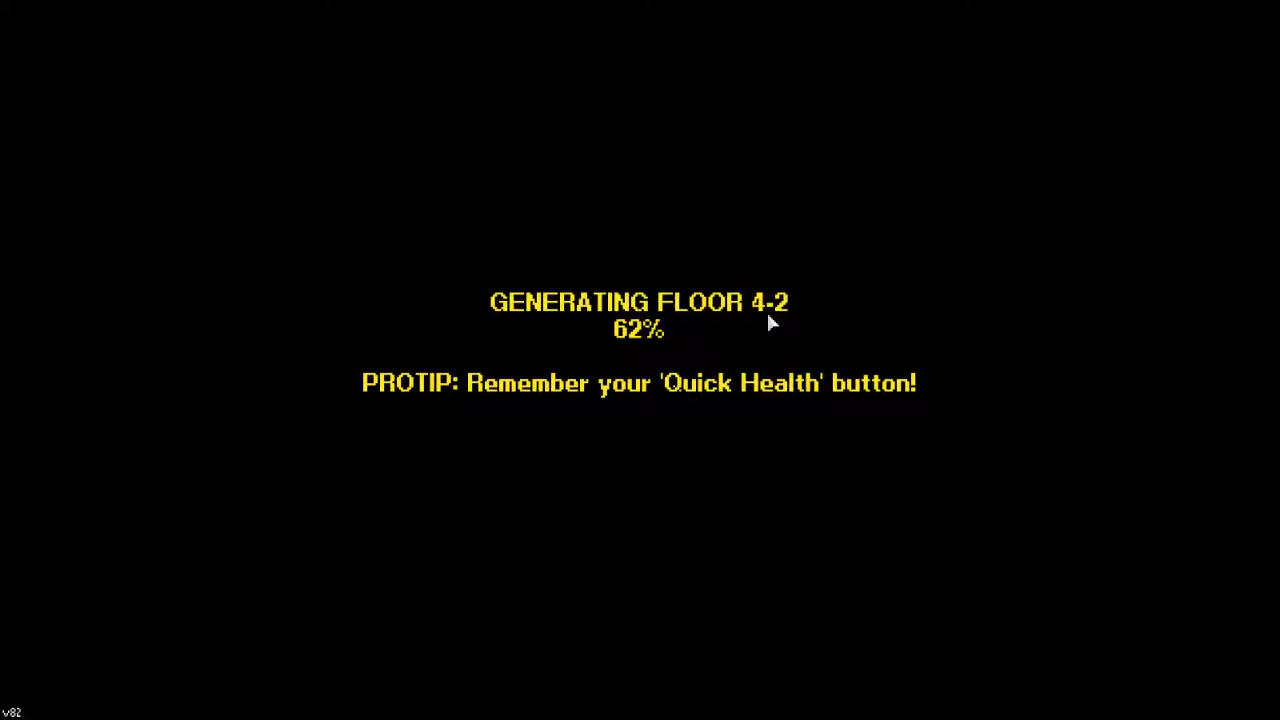 GENERATING FLOOR 4-2
62%
PROTIP: Remember your 'Quick Health' button!
v82